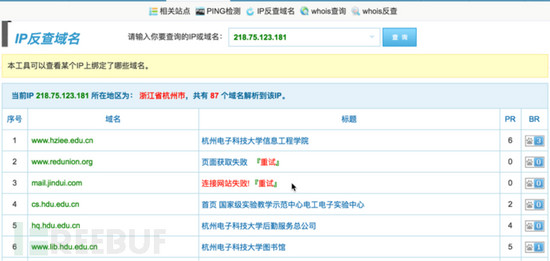 相关站点 PING检测 IP反查域名 whois查询 whois反查
IP反查域名 请输入你要查询的IP或域名： 218.75.123.181 查 询
本工具可以查看某个IP上绑定了哪些域名。
当前IP 218.75.123.181 所在地区为： 浙江省杭州市，共有 87 个域名解析到该IP。
序号 域名 标题 PR BR
1 www.hziee.edu.cn 杭州电子科技大学信息工程学院 6 3
2 www.redunion.org 页面获取失败 『重试』 0 0
3 mail.jindui.com 连接网站失败!『重试』 0 0
4 cs.hdu.edu.cn 首页 国家级实验教学示范中心电工电子实验中心 2 0
5 hq.hdu.edu.cn 杭州电子科技大学后勤服务总公司 4 0
6 www.lib.hdu.edu.cn 杭州电子科技大学图书馆 5 1
REEBUF